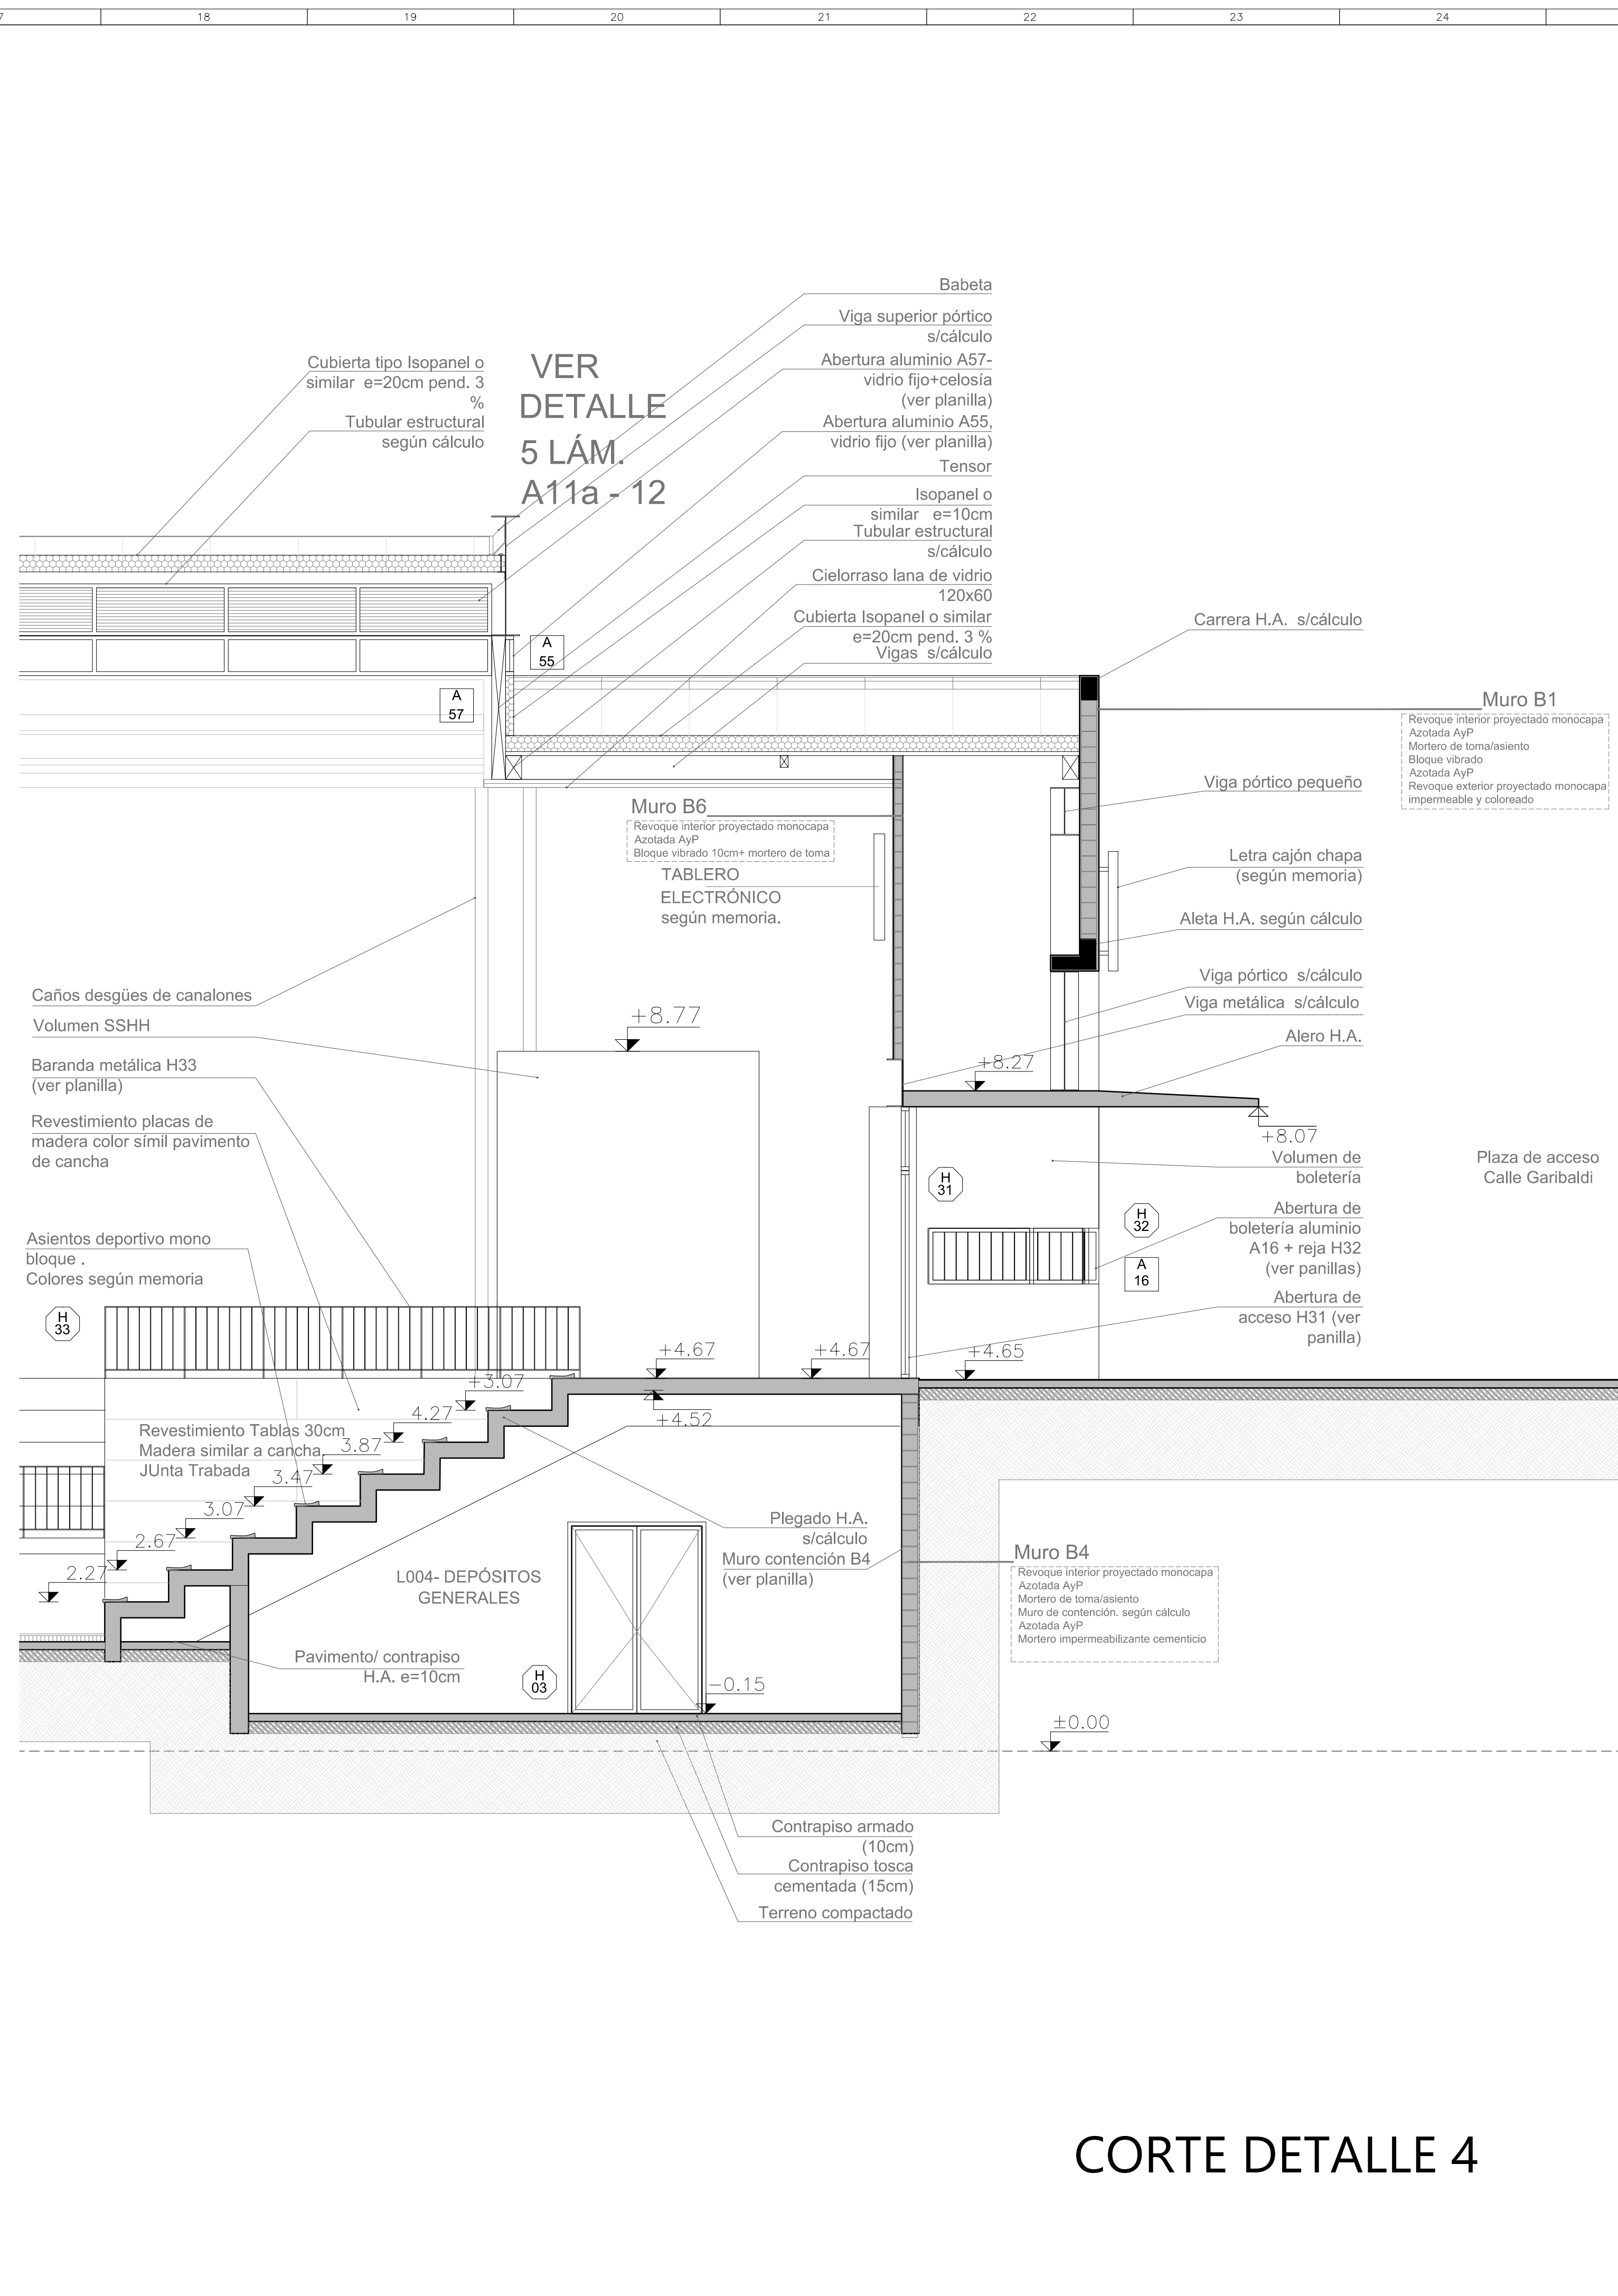 7
18
19
20
21
22
23
24
Babeta
Viga superior pórtico
s/cálculo
Abertura aluminio A57-
vidrio fijo+celosía
(ver planilla)
Abertura aluminio A55,
vidrio fijo (ver planilla)
Tensor
Isopanel o
similar e=10cm
Tubular estructural
s/cálculo
Cielorraso lana de vidrio
120x60
Cubierta Isopanel o similar
e=20cm pend. 3 %
Vigas s/cálculo
Cubierta tipo Isopanel o
similar e=20cm pend. 3
%
Tubular estructural
según cálculo
VER
DETALLE
5 LÁM.
A11a - 12
A
55
A
57
Carrera H.A. s/cálculo
Muro B1
Revoque interior proyectado monocapa
Azotada AyP
Mortero de toma/asiento
Bloque vibrado
Azotada AyP
Revoque exterior proyectado monocapa
impermeable y coloreado
Viga pórtico pequeño
Muro B6
Revoque interior proyectado monocapa
Azotada AyP
Bloque vibrado 10cm+ mortero de toma
TABLERO
ELECTRÓNICO
según memoria.
Letra cajón chapa
(según memoria)
Aleta H.A. según cálculo
Viga pórtico s/cálculo
Viga metálica s/cálculo
Alero H.A.
Caños desgües de canalones
Volumen SSHH
Baranda metálica H33
(ver planilla)
Revestimiento placas de
madera color símil pavimento
de cancha
Asientos deportivo mono
bloque .
Colores según memoria
+8.77
+8.27
+8.07
Volumen de
boletería
Plaza de acceso
Calle Garibaldi
H
31
H
32
A
16
Abertura de
boletería aluminio
A16 + reja H32
(ver panillas)
Abertura de
acceso H31 (ver
panilla)
H
33
+4.67
+4.67
+4.65
+4.52
+3.07
4.27
3.87
3.47
3.07
2.67
2.27
Revestimiento Tablas 30cm
Madera similar a cancha.
JUnta Trabada
Plegado H.A.
s/cálculo
Muro contención B4
(ver planilla)
Muro B4
Revoque interior proyectado monocapa
Azotada AyP
Mortero de toma/asiento
Muro de contención. según cálculo
Azotada AyP
Mortero impermeabilizante cementicio
L004- DEPÓSITOS
GENERALES
Pavimento/ contrapiso
H.A. e=10cm
H
03
-0.15
±0.00
Contrapiso armado
(10cm)
Contrapiso tosca
cementada (15cm)
Terreno compactado
CORTE DETALLE 4